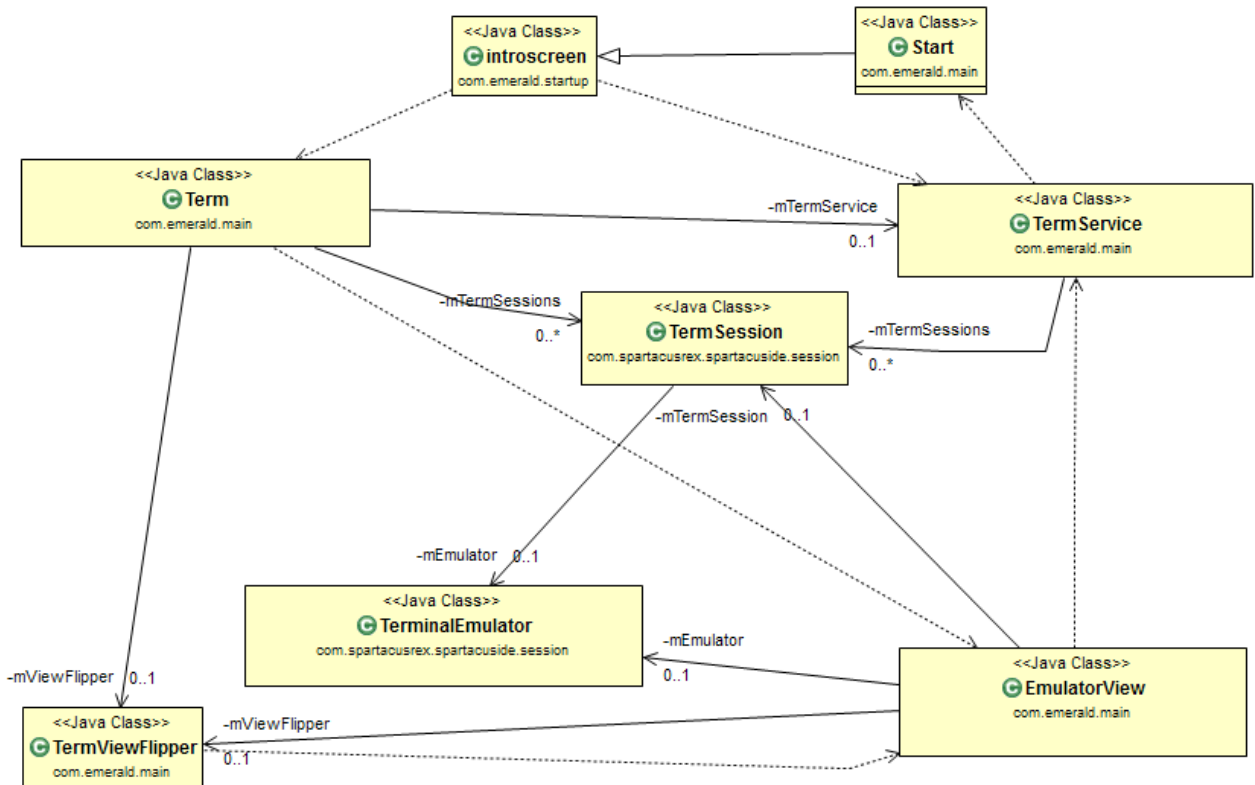 <<Java Class>>
introscreen
com.emerald.startup
<<Java Class>>
Start
com.emerald.main
<<Java Class>>
Term
com.emerald.main
-mTermService
0..1
<<Java Class>>
TermService
com.emerald.main
-mTermSessions
0..*
<<Java Class>>
TermSession
com.spartacusrex.spartacuside.session
-mTermSessions
0..*
-mTermSession
0..1
-mEmulator
0..1
<<Java Class>>
TerminalEmulator
com.spartacusrex.spartacuside.session
-mEmulator
0..1
<<Java Class>>
EmulatorView
com.emerald.main
-mViewFlipper
0..1
<<Java Class>>
TermViewFlipper
com.emerald.main
-mViewFlipper
0..1